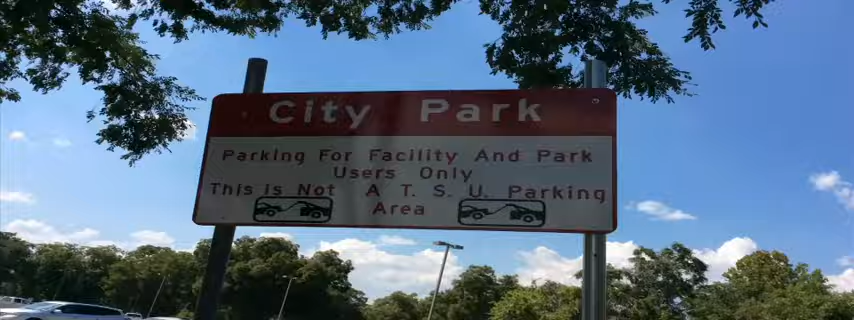 City Park
Parking For Facility And Park
Users Only
This is Not A T. S. U. Parking
Area